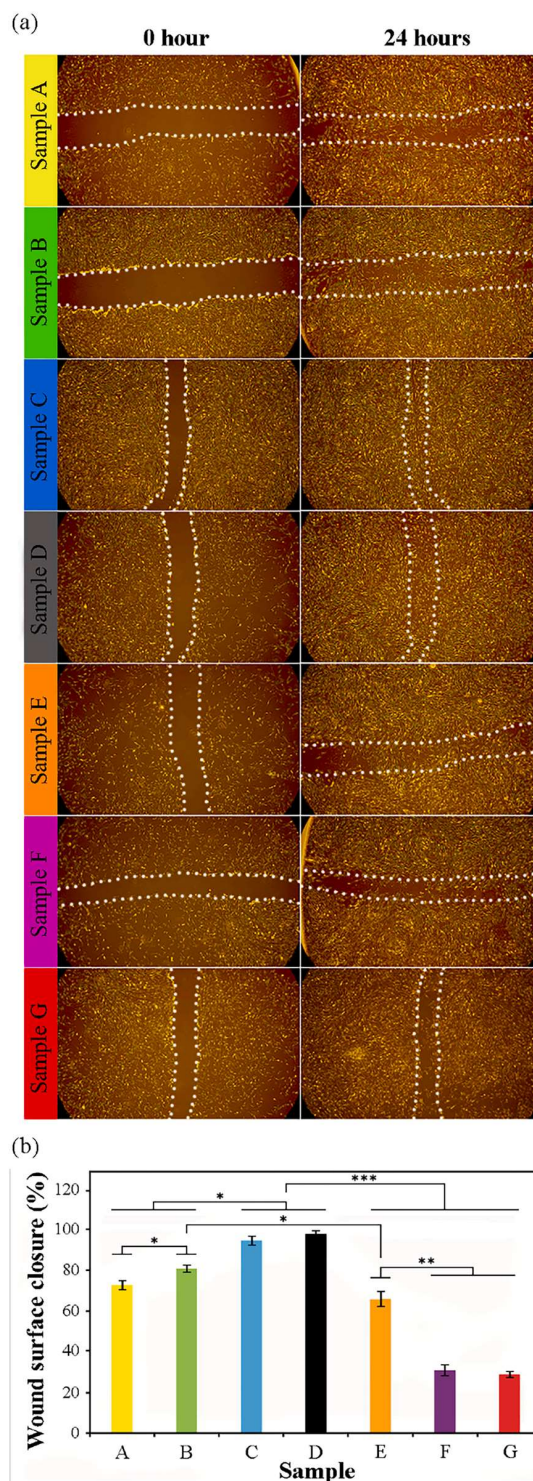 (a)
0 hour
24 hours
Sample A
Sample B
Sample C
Sample D
Sample E
Sample F
Sample G
(b)
Wound surface closure (%)
120
100
80
60
40
20
0
*
*
*
***
**
A B C D E F G
Sample